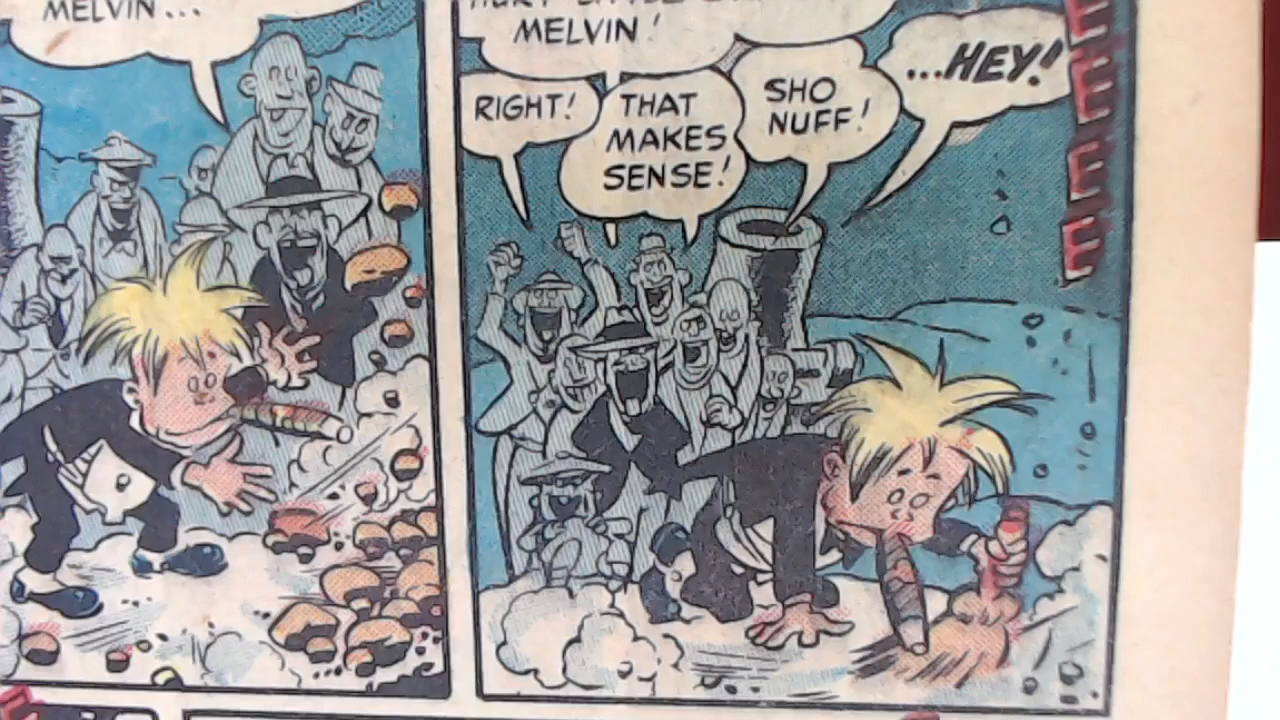 MELVIN...
MELVIN!
RIGHT!
THAT
MAKES
SENSE!
SHO
NUFF!
...HEY!
EEEE